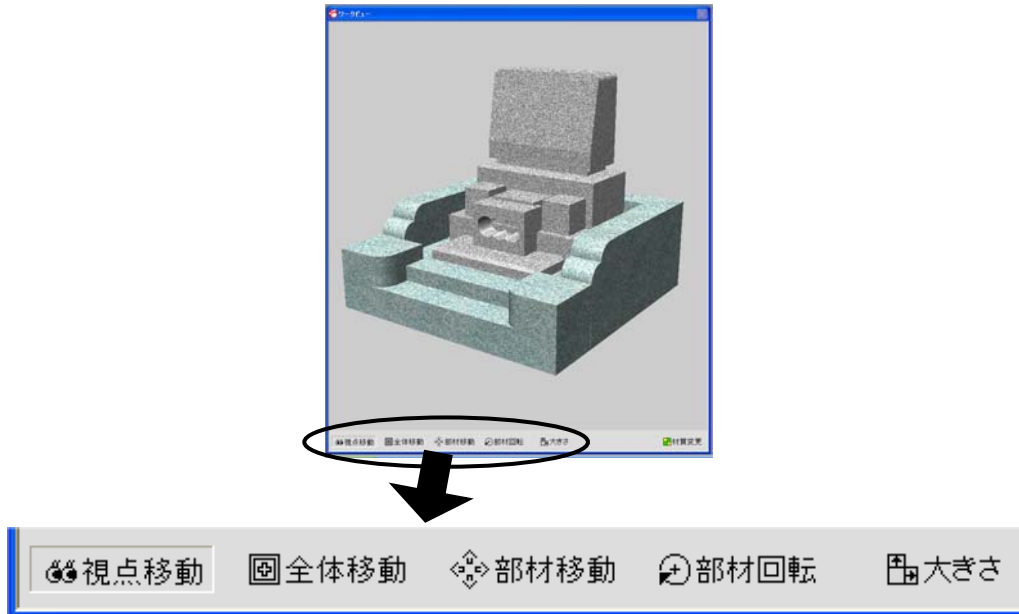 ワークビュー
視点移動 全体移動 部材移動 部材回転 大きさ 材質変更
視点移動 全体移動 部材移動 部材回転 大きさ